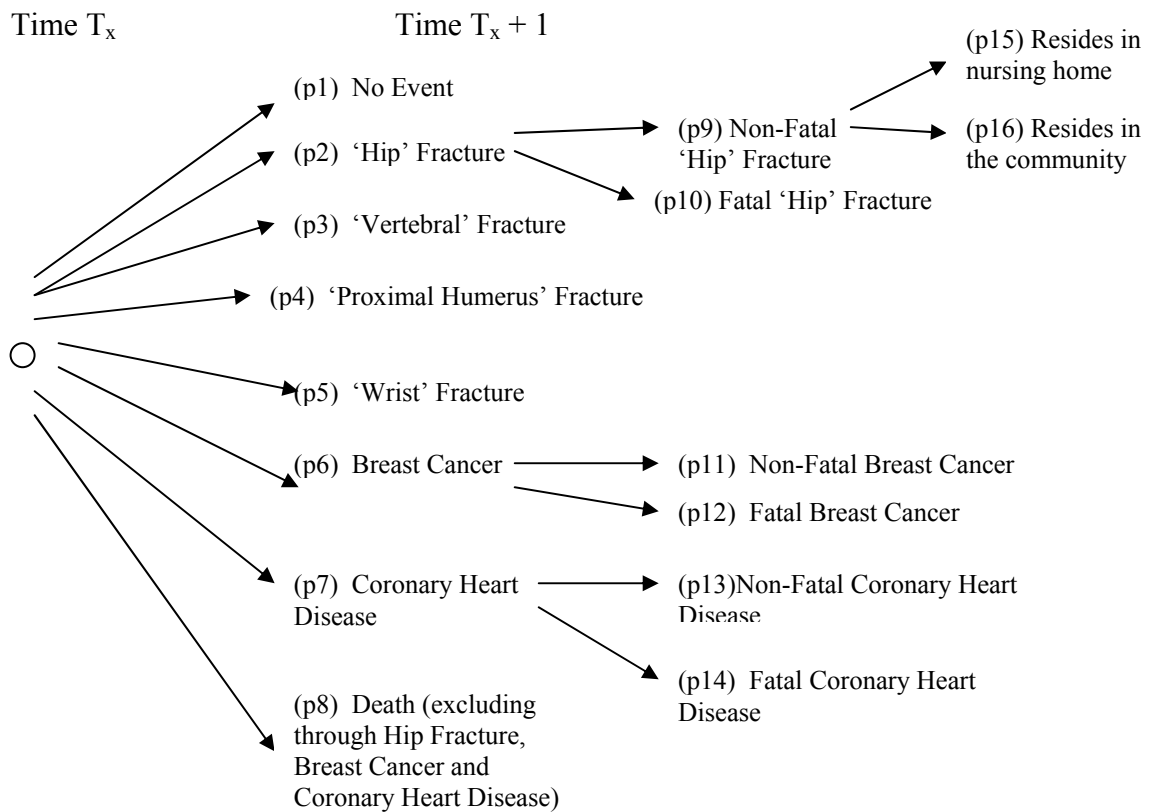 Time Tx
Time Tx + 1
(p1) No Event
(p2) ‘Hip’ Fracture
(p3) ‘Vertebral’ Fracture
(p4) ‘Proximal Humerus’ Fracture
(p5) ‘Wrist’ Fracture
(p6) Breast Cancer
(p7) Coronary Heart
Disease
(p8) Death (excluding
through Hip Fracture,
Breast Cancer and
Coronary Heart Disease)
(p9) Non-Fatal
‘Hip’ Fracture
(p10) Fatal ‘Hip’ Fracture
(p11) Non-Fatal Breast Cancer
(p12) Fatal Breast Cancer
(p13)Non-Fatal Coronary Heart
Disease
(p14) Fatal Coronary Heart
Disease
(p15) Resides in
nursing home
(p16) Resides in
the community